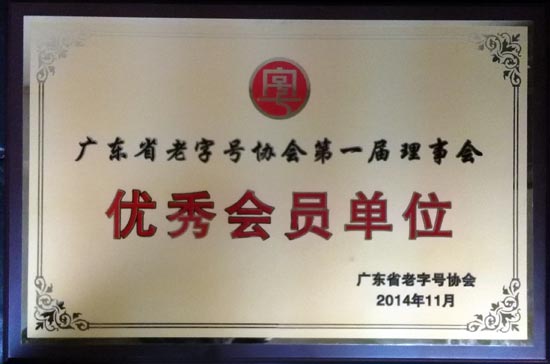 广东省老字号协会第一届理事会
优秀会员单位
广东省老字号协会
2014年11月